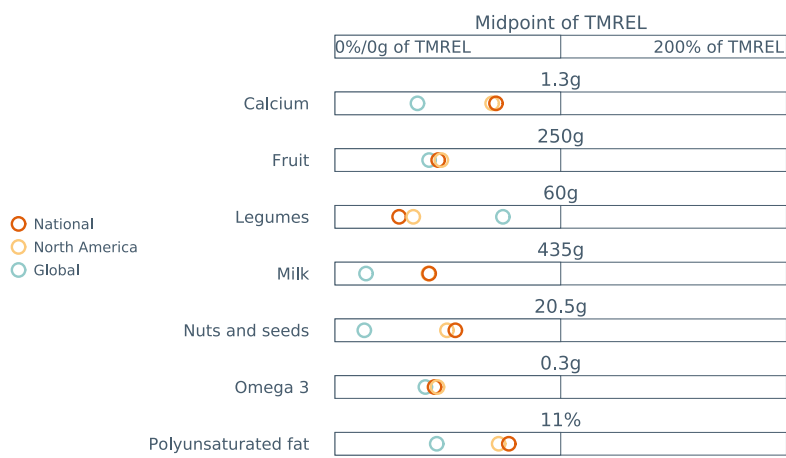 Midpoint of TMREL
0%/0g of TMREL
200% of TMREL
1.3g
Calcium
250g
Fruit
60g
Legumes
435g
Milk
20.5g
Nuts and seeds
0.3g
Omega 3
11%
Polyunsaturated fat
National
North America
Global